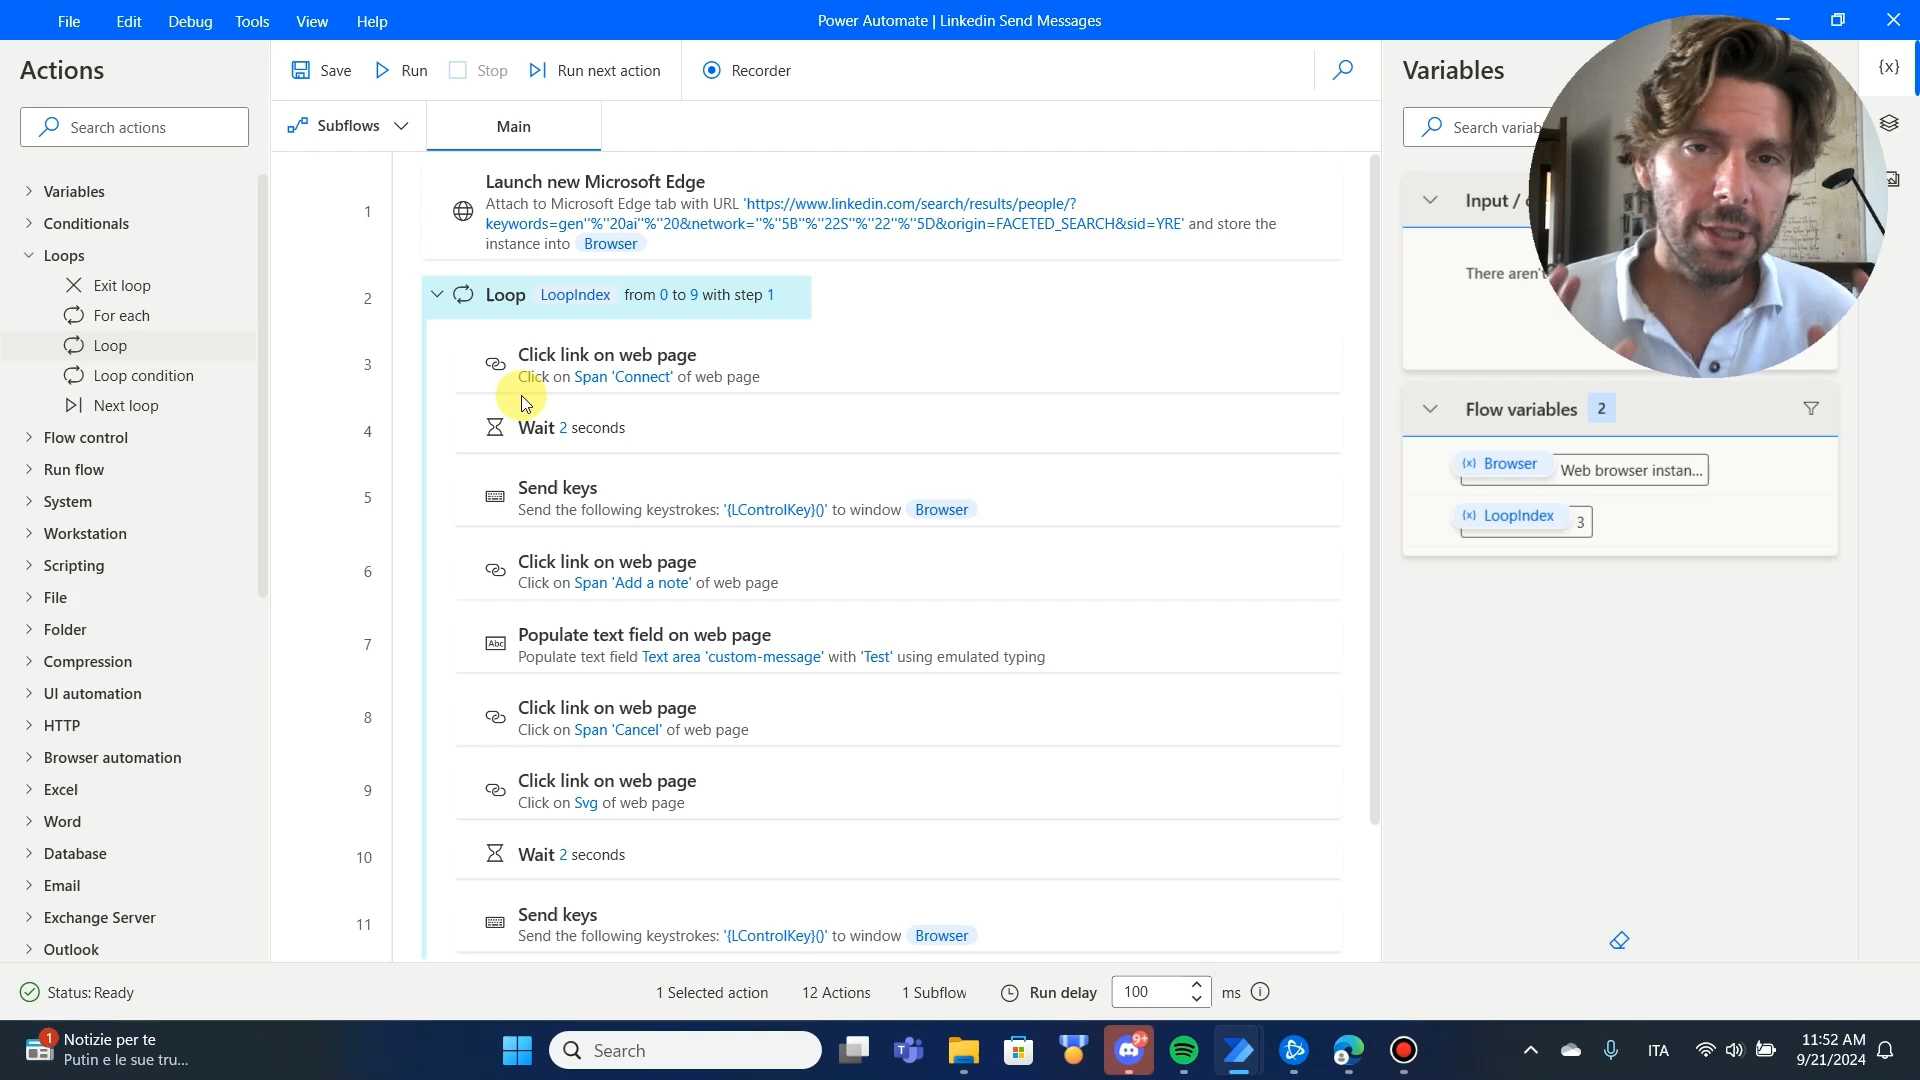 File Edit Debug Tools View Help
Power Automate | Linkedin Send Messages
Actions
Search actions
Variables
Conditionals
Loops
Exit loop
For each
Loop
Loop condition
Next loop
Flow control
Run flow
System
Workstation
Scripting
File
Folder
Compression
UI automation
HTTP
Browser automation
Excel
Word
Database
Email
Exchange Server
Outlook
Save Run Stop Run next action Recorder
Subflows Main
1
Launch new Microsoft Edge
Attach to Microsoft Edge tab with URL 'https://www.linkedin.com/search/results/people/?
keywords=gen''%''20ai''%''20&network=''%''5B''%''22S''%''22''%''5D&origin=FACETED_SEARCH&sid=YRE' and store the
instance into Browser
2
Loop LoopIndex from 0 to 9 with step 1
3
Click link on web page
Click on Span 'Connect' of web page
4
Wait 2 seconds
5
Send keys
Send the following keystrokes: '{LControlKey}()' to window Browser
6
Click link on web page
Click on Span 'Add a note' of web page
7
Abc
Populate text field on web page
Populate text field Text area 'custom-message' with 'Test' using emulated typing
8
Click link on web page
Click on Span 'Cancel' of web page
9
Click link on web page
Click on Svg of web page
10
Wait 2 seconds
11
Send keys
Send the following keystrokes: '{LControlKey}()' to window Browser
Variables
{x}
Search variab
Input /
There aren't
Flow variables 2
(x) Browser Web browser instan...
(x) LoopIndex 3
Status: Ready
1 Selected action 12 Actions 1 Subflow Run delay 100 ms
1
Notizie per te
Putin e le sue tru...
Search
9+
ITA
11:52 AM
9/21/2024